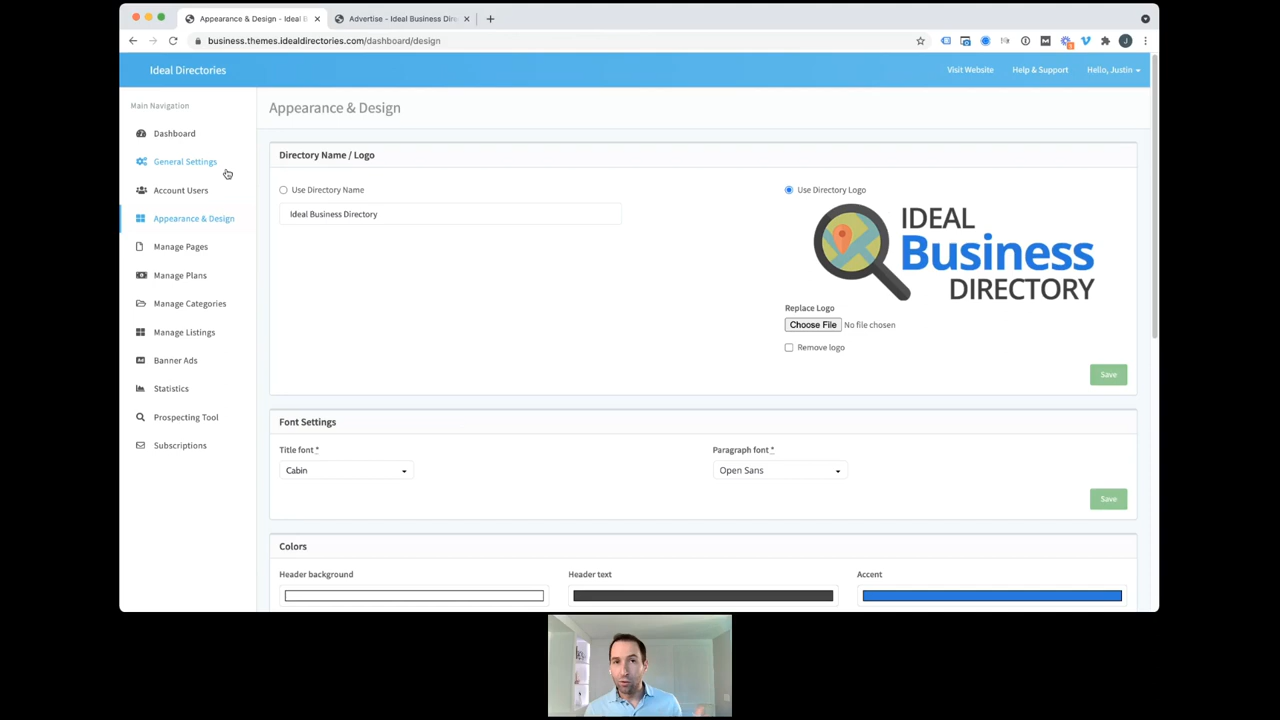 Appearance & Design - Ideal B
Advertise - Ideal Business Dire
business.themes.idealdirectories.com/dashboard/design
J
Ideal Directories
Visit Website
Help & Support
Hello, Justin
Main Navigation
Dashboard
General Settings
Account Users
Appearance & Design
Manage Pages
Manage Plans
Manage Categories
Manage Listings
Banner Ads
Statistics
Prospecting Tool
Subscriptions
Appearance & Design
Directory Name / Logo
Use Directory Name
Ideal Business Directory
Use Directory Logo
IDEAL
Business
DIRECTORY
Replace Logo
Choose File No file chosen
Remove logo
Save
Font Settings
Title font *
Cabin
Paragraph font *
Open Sans
Save
Colors
Header background
Header text
Accent